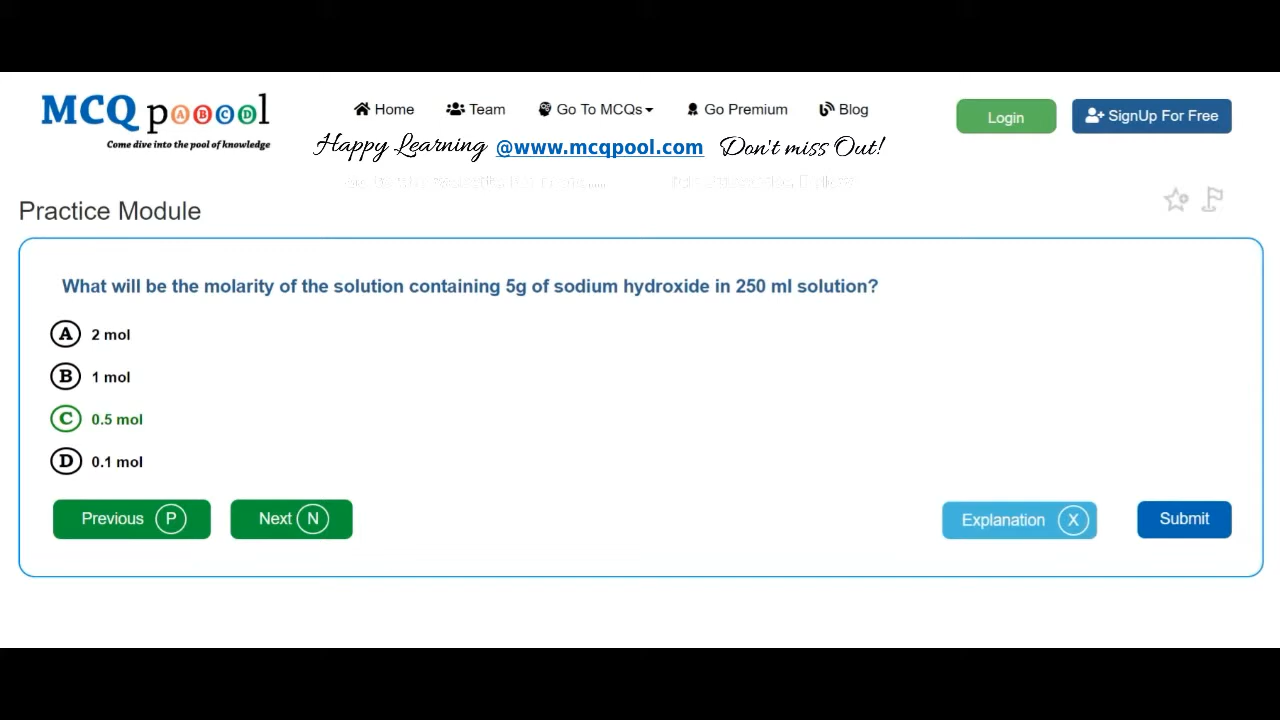 MCQ pooool
Come dive into the pool of knowledge
Home Team Go To MCQs Go Premium Blog
Login
SignUp For Free
Happy Learning @www.mcqpool.com Don't miss Out!
Practice Module
What will be the molarity of the solution containing 5g of sodium hydroxide in 250 ml solution?
A 2 mol
B 1 mol
C 0.5 mol
D 0.1 mol
Previous P Next N Explanation X Submit